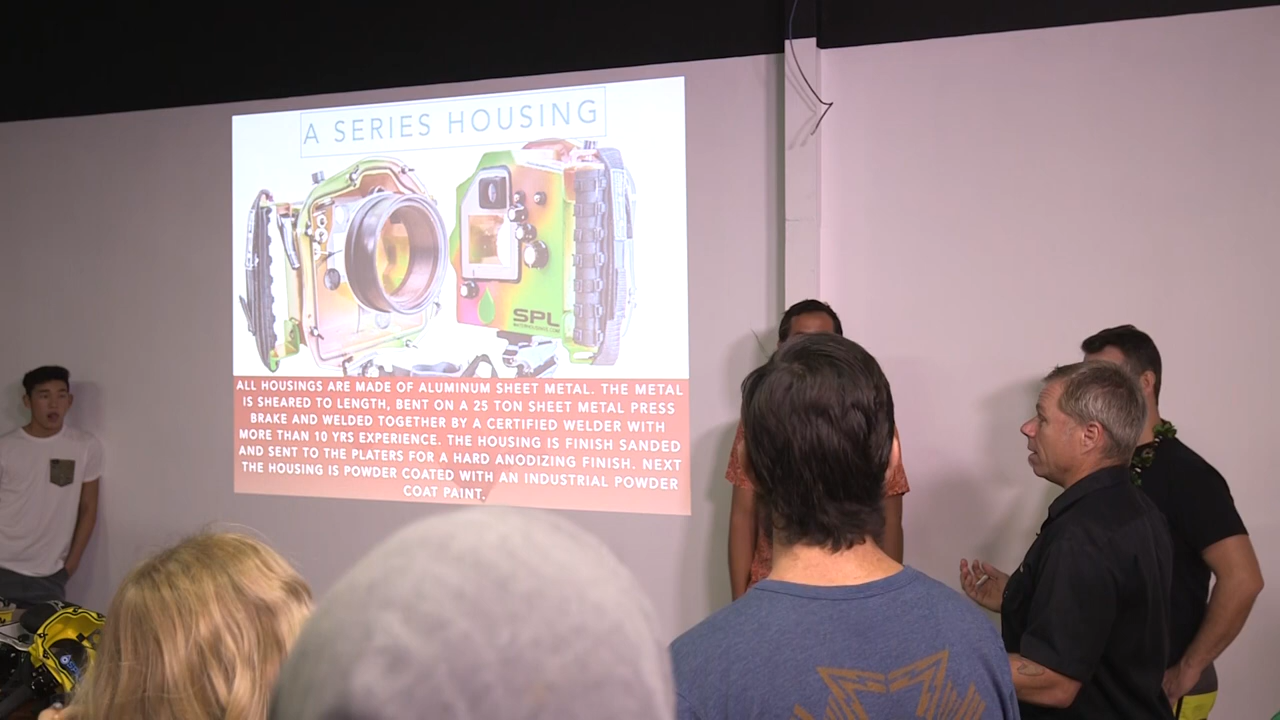 A SERIES HOUSING
SPL
WATERHOUSINGS.COM
ALL HOUSINGS ARE MADE OF ALUMINUM SHEET METAL. THE METAL
IS SHEARED TO LENGTH, BENT ON A 25 TON SHEET METAL PRESS
BRAKE AND WELDED TOGETHER BY A CERTIFIED WELDER WITH
MORE THAN 10 YRS EXPERIENCE. THE HOUSING IS FINISH SANDED
AND SENT TO THE PLATERS FOR A HARD ANODIZING FINISH. NEXT
THE HOUSING IS POWDER COATED WITH AN INDUSTRIAL POWDER
COAT PAINT.